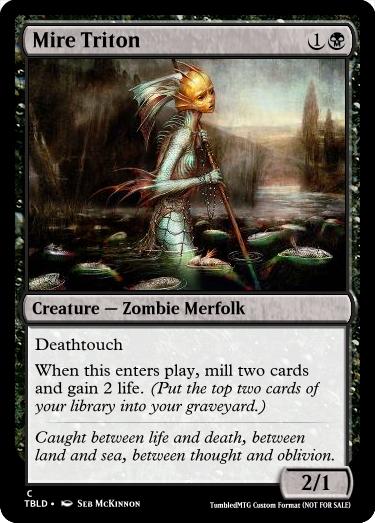 Mire Triton 1
Creature — Zombie Merfolk
Deathtouch
When this enters play, mill two cards
and gain 2 life. (Put the top two cards of
your library into your graveyard.)
Caught between life and death, between
land and sea, between thought and oblivion.
2/1
C
TBLD • Seb McKinnon
TumbledMTG Custom Format (NOT FOR SALE)